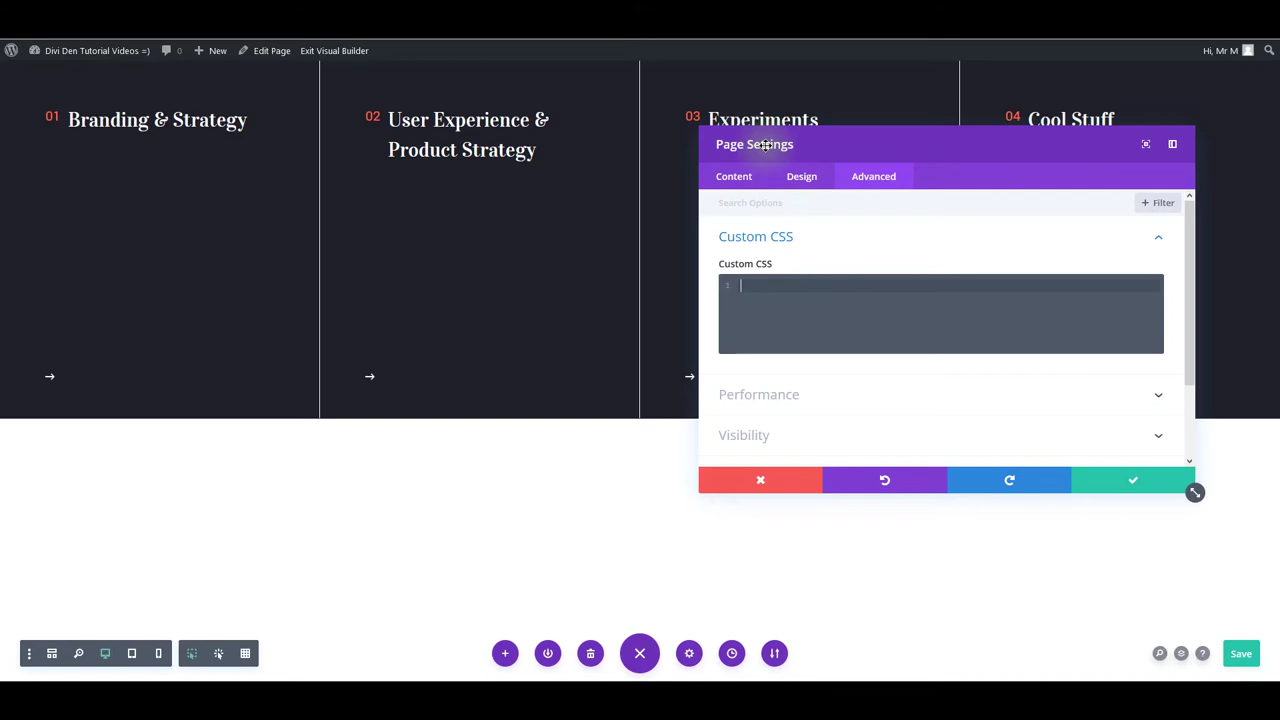 Divi Den Tutorial Videos =) 0 New Edit Page Exit Visual Builder Hi, Mr M
01 Branding & Strategy
02 User Experience &
Product Strategy
03 Experiments
04 Cool Stuff
Page Settings
Content Design Advanced
Search Options Filter
Custom CSS
Custom CSS
1
Performance
Visibility
Save